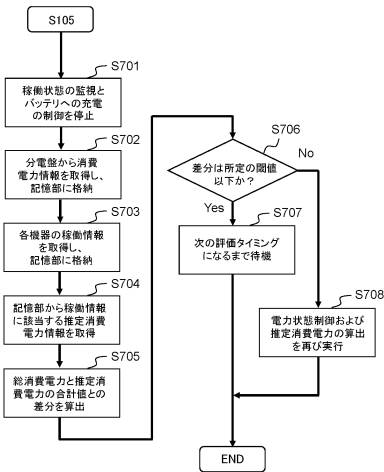 S105
S701
稼働状態の監視と
バッテリへの充電
の制御を停止
S702
分電盤から消費
電力情報を取得し、
記憶部に格納
S703
各機器の稼働情報
を取得し、
記憶部に格納
S704
記憶部から稼働情報
に該当する推定消費
電力情報を取得
S705
総消費電力と推定消
費電力の合計値との
差分を算出
S706
差分は所定の閾値
以下か?
No
Yes
S707
次の評価タイミング
になるまで待機
S708
電力状態制御および
推定消費電力の算出
を再び実行
END